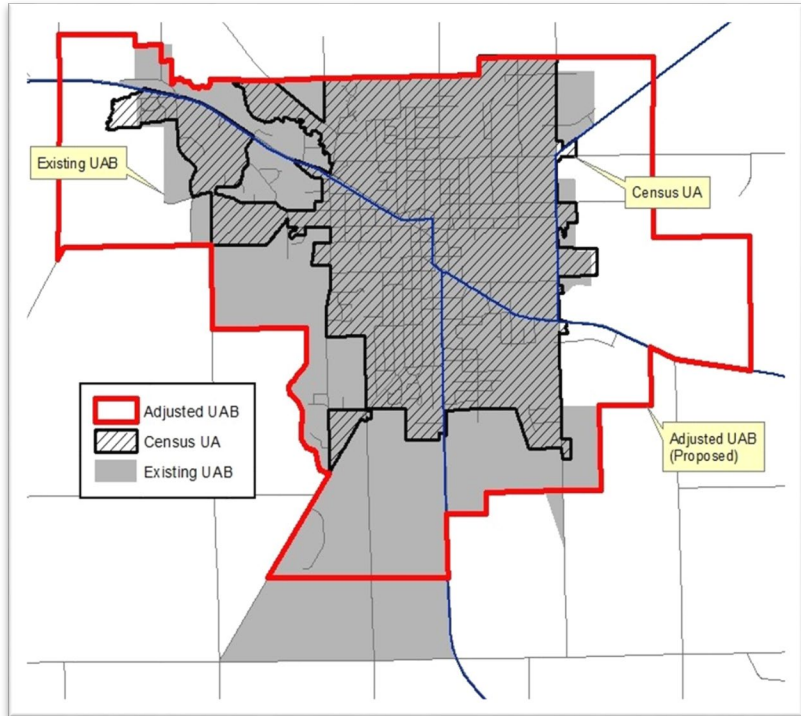 Existing UAB
Census UA
Adjusted UAB
Census UA
Existing UAB
Adjusted UAB
(Proposed)